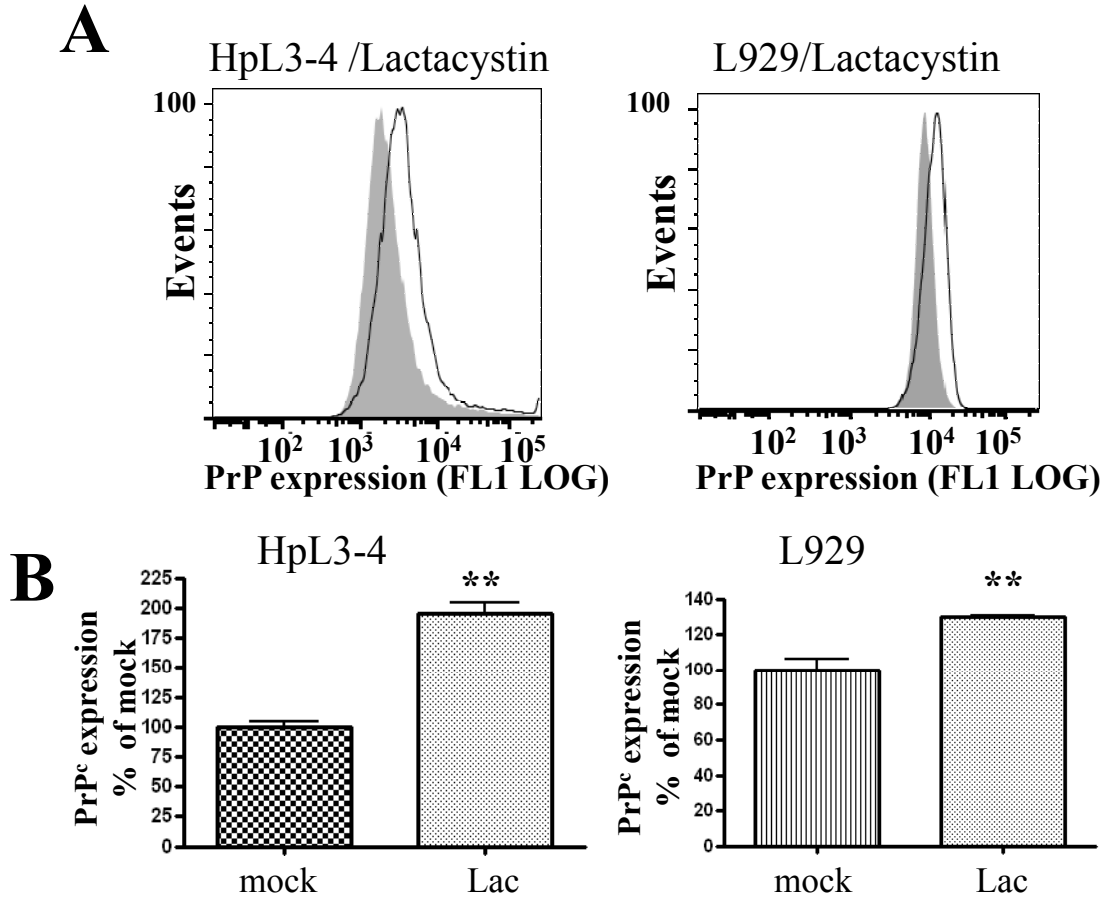 A
HpL3-4 /Lactacystin
100
Events
10² 10³ 10⁴ 10⁵
PrP expression (FL1 LOG)
L929/Lactacystin
100
Events
10² 10³ 10⁴ 10⁵
PrP expression (FL1 LOG)
B
HpL3-4
**
PrPᶜ expression
% of mock
225
200
175
150
125
100
75
50
25
0
mock Lac
L929
**
PrPᶜ expression
% of mock
140
120
100
80
60
40
20
0
mock Lac